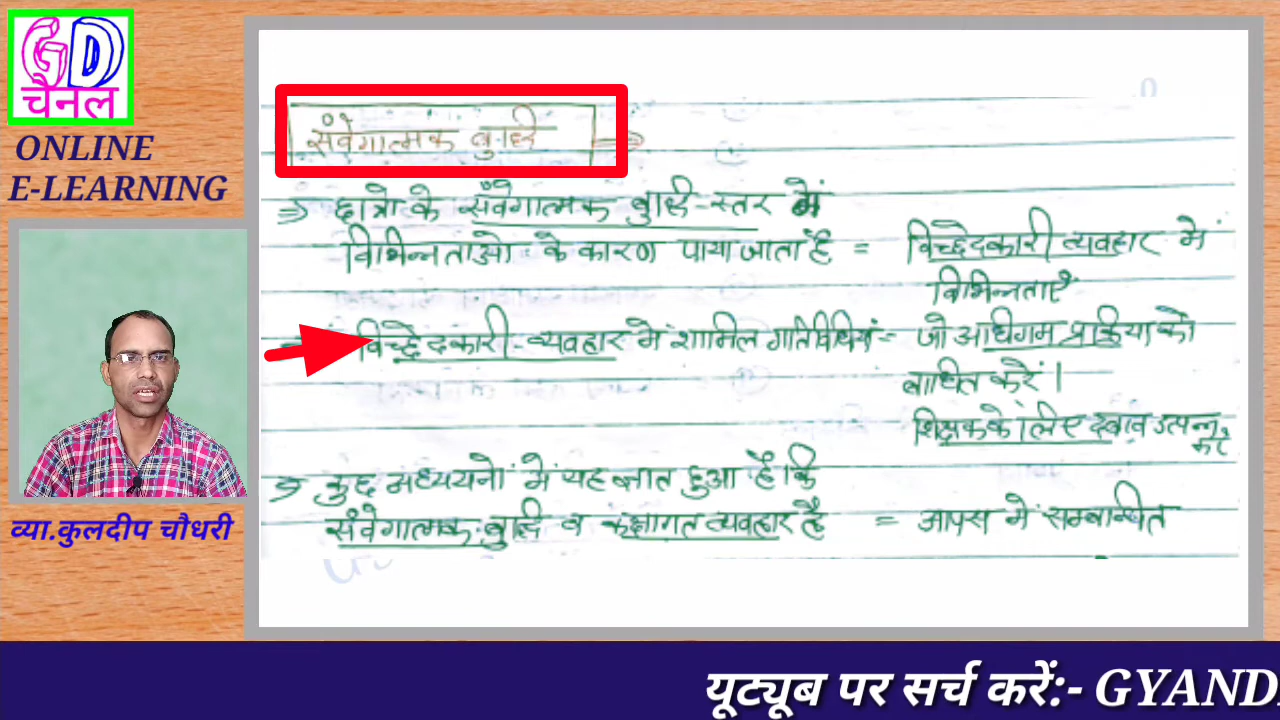 GD
चैनल
ONLINE
E-LEARNING
व्या.कुलदीप चौधरी
संवेगात्मक बुद्धि ⇒
⇒ छात्रो के संवेगात्मक बुद्धि-स्तर में
विभिन्नताओ के कारण पाया जाता है = विच्छेदकारी व्यवहार में
विभिन्नताएँ
विच्छेदकारी-व्यवहार में शामिल गतिविधियां = जो अधिगम प्रक्रिया को
बाधित करें।
शिक्षक के लिए दबाव उत्पन्न करे
⇒ कुछ अध्ययनों में यह ज्ञात हुआ है कि
संवेगात्मक बुद्धि व कक्षागत व्यवहार है = आपस में सम्बन्धित
यूट्यूब पर सर्च करें:- GYAND